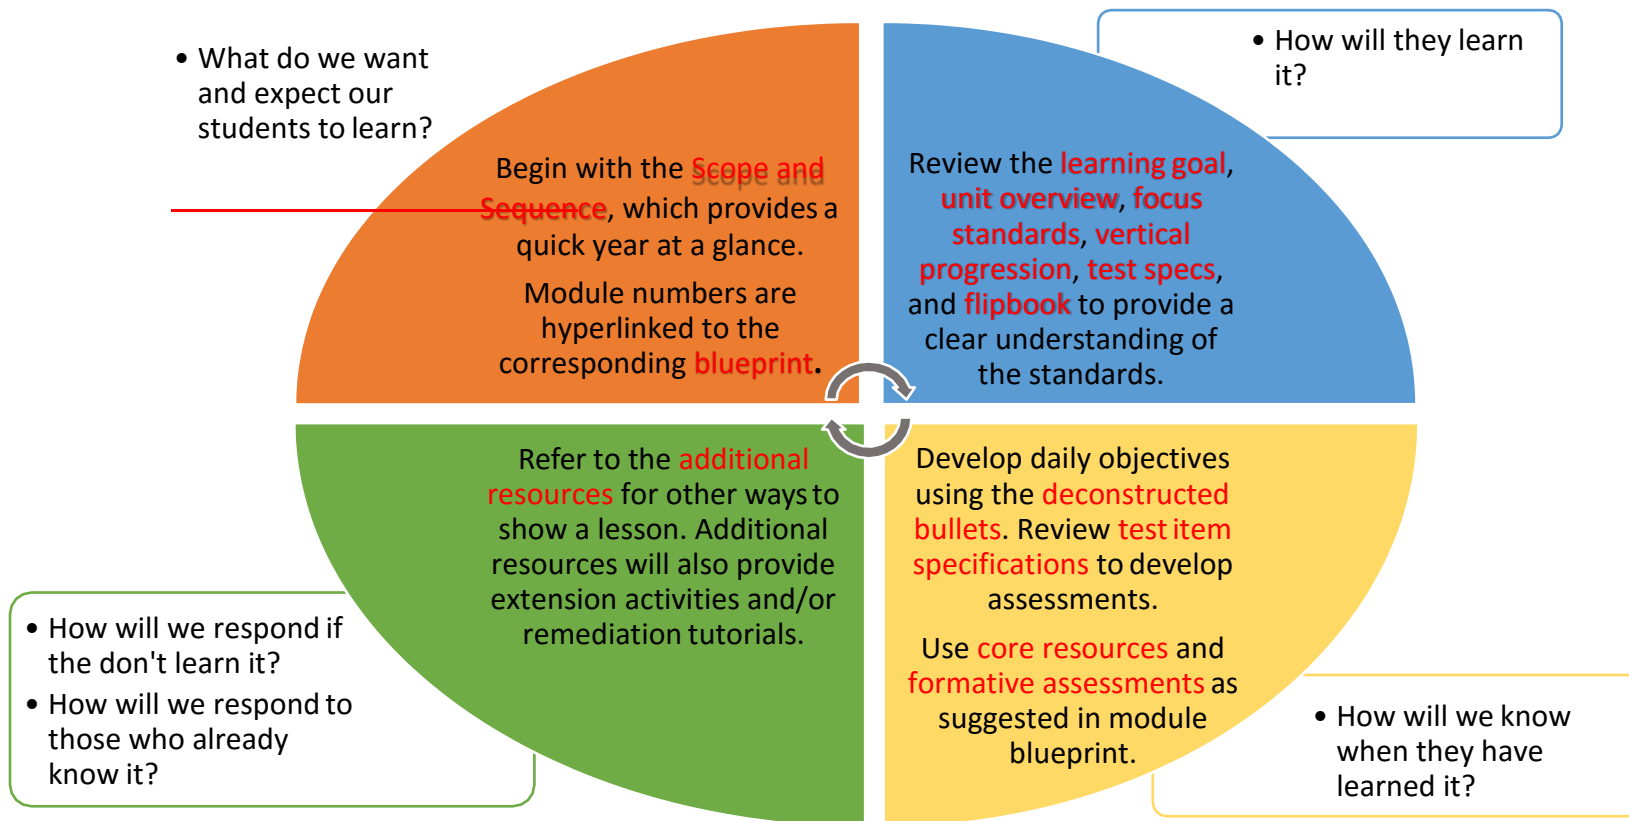 • What do we want
and expect our
students to learn?
Begin with the Scope and
Sequence, which provides a
quick year at a glance.
Module numbers are
hyperlinked to the
corresponding blueprint.
• How will they learn
it?
Review the learning goal,
unit overview, focus
standards, vertical
progression, test specs,
and flipbook to provide a
clear understanding of
the standards.
Refer to the additional
resources for other ways to
show a lesson. Additional
resources will also provide
extension activities and/or
remediation tutorials.
• How will we respond if
the don't learn it?
• How will we respond to
those who already
know it?
Develop daily objectives
using the deconstructed
bullets. Review test item
specifications to develop
assessments.
Use core resources and
formative assessments as
suggested in module
blueprint.
• How will we know
when they have
learned it?